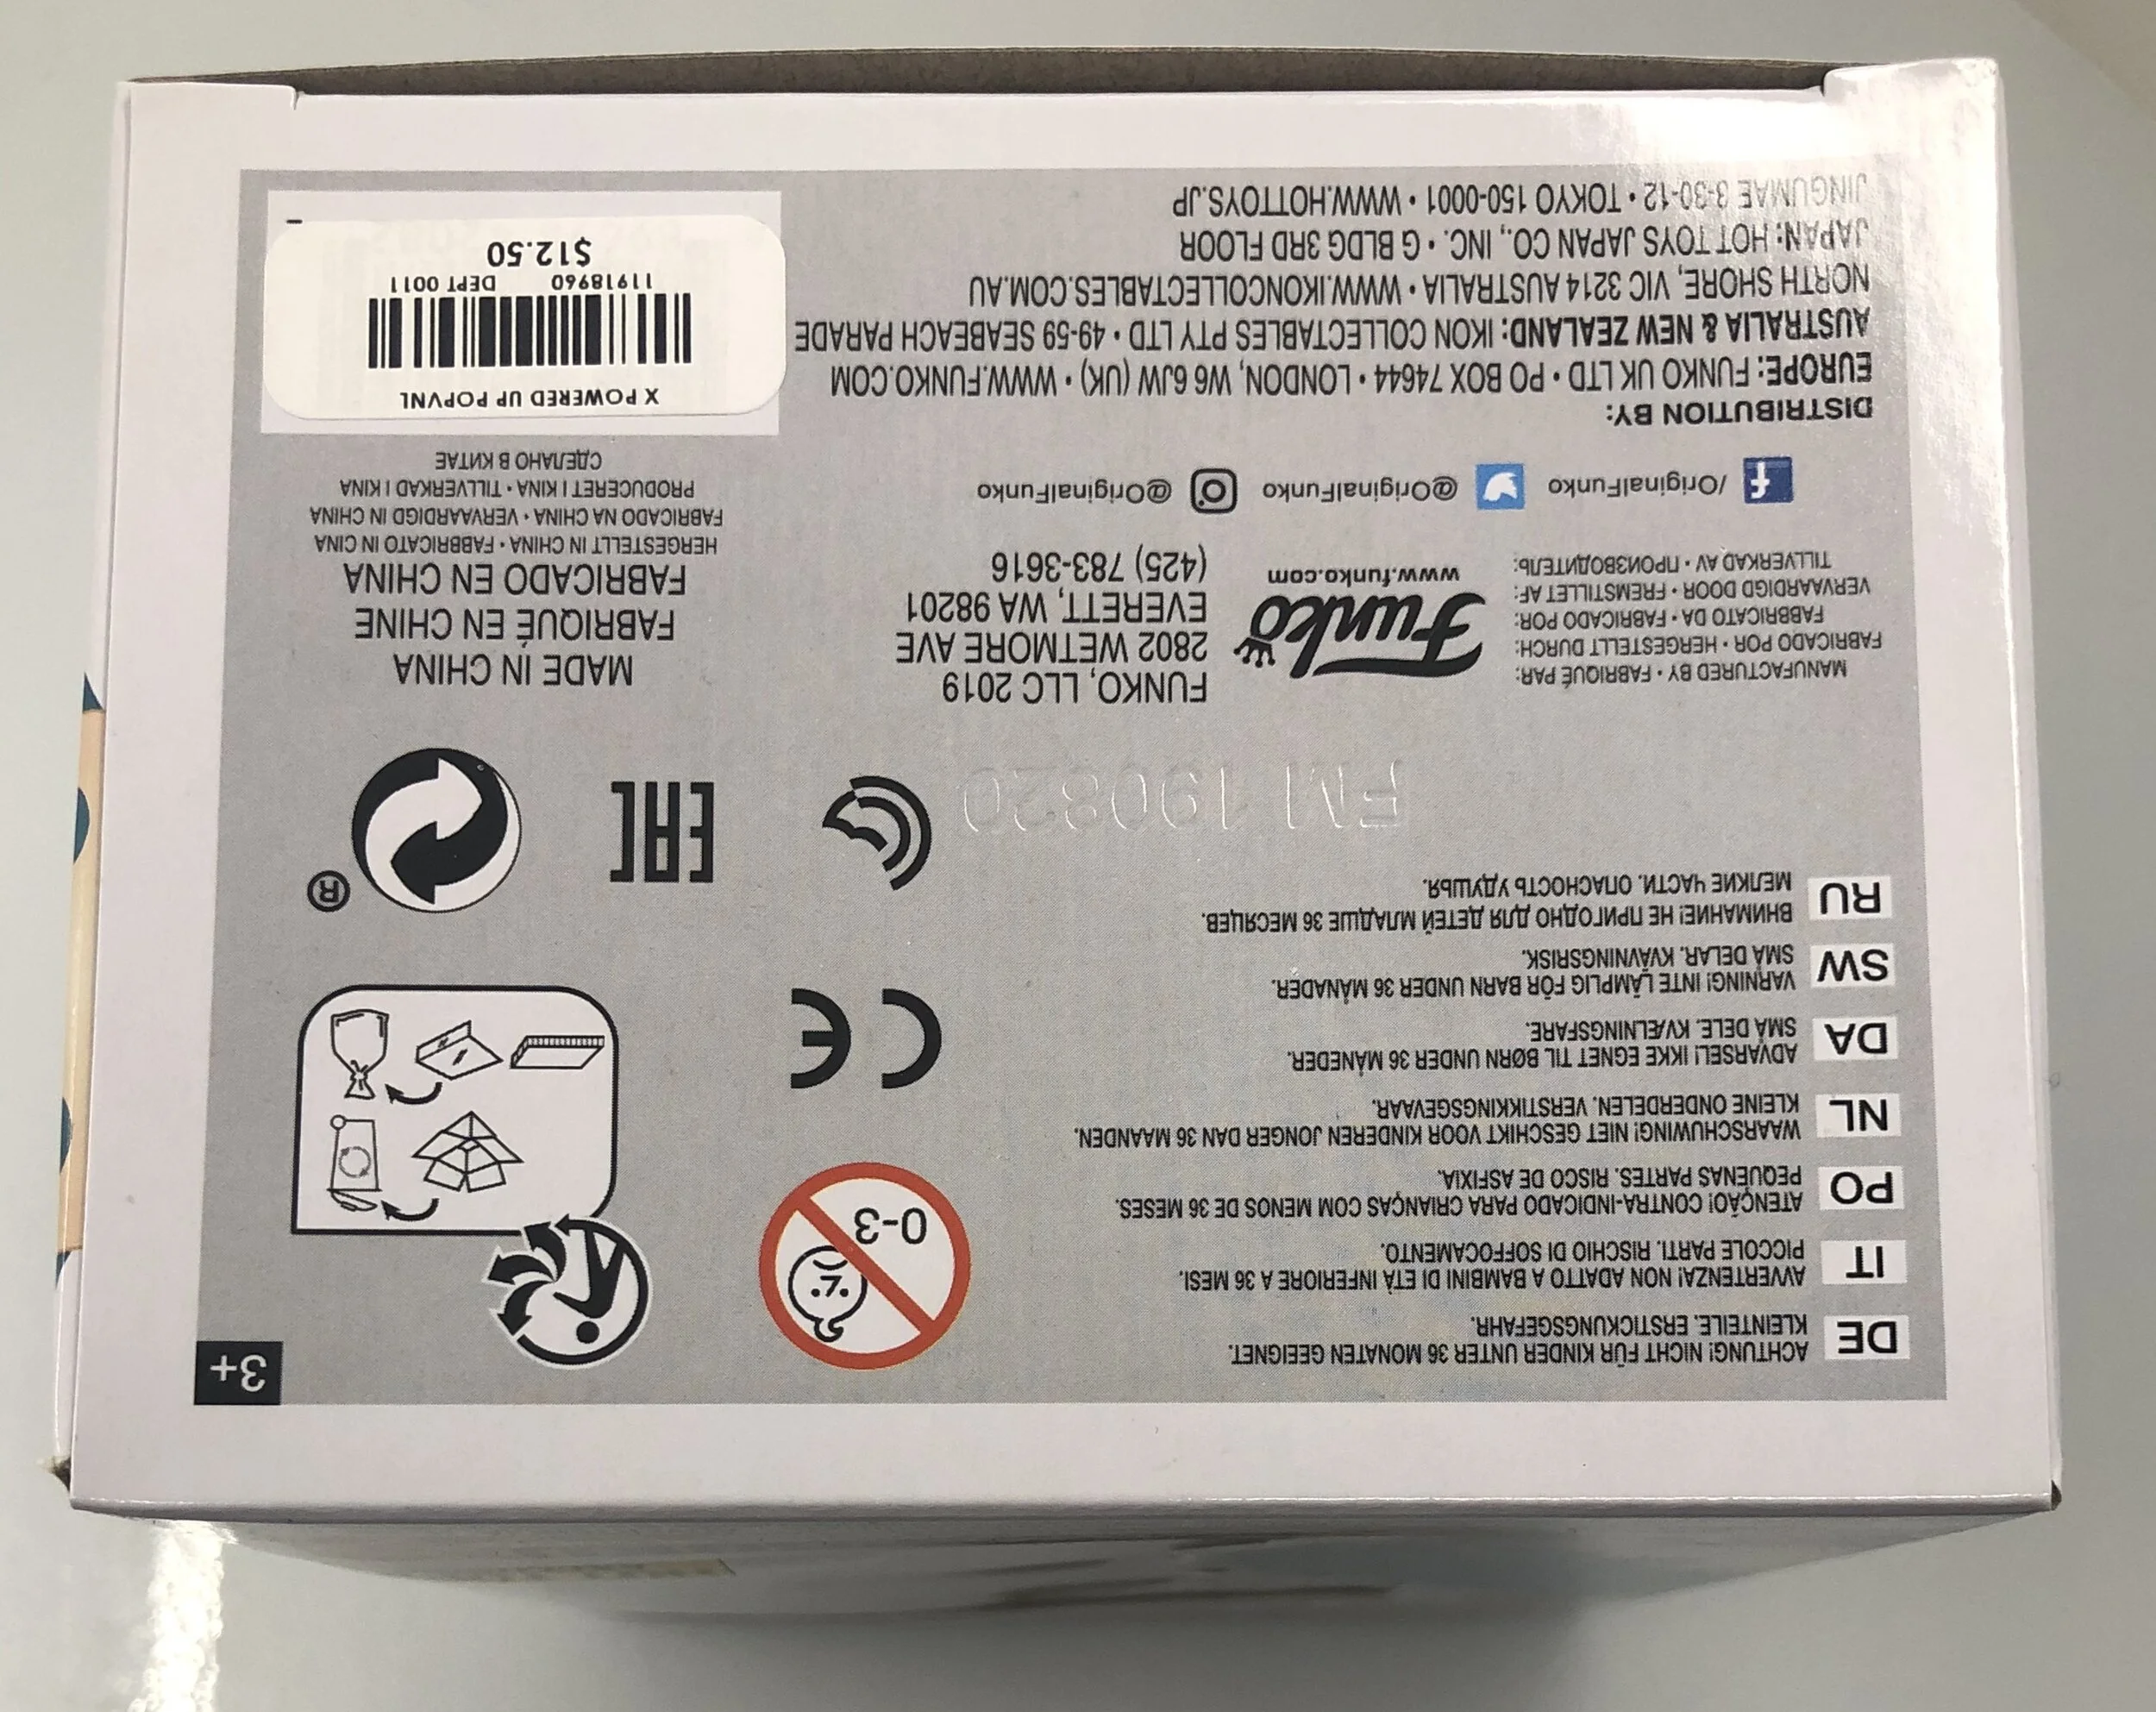 3+
DE
ACHTUNG! NICHT FÜR KINDER UNTER 36 MONATEN GEEIGNET.
KLEINTEILE. ERSTICKUNGSGEFAHR.
IT
AVVERTENZA! NON ADATTO A BAMBINI DI ETÀ INFERIORE A 36 MESI.
PICCOLE PARTI. RISCHIO DI SOFFOCAMENTO.
PO
ATENÇÃO! CONTRA-INDICADO PARA CRIANÇAS COM MENOS DE 36 MESES.
PEQUENAS PARTES. RISCO DE ASFIXIA.
NL
WAARSCHUWING! NIET GESCHIKT VOOR KINDEREN JONGER DAN 36 MAANDEN.
KLEINE ONDERDELEN. VERSTIKKINGSGEVAAR.
DA
ADVARSEL! IKKE EGNET TIL BØRN UNDER 36 MÅNEDER.
SMÅ DELE. KVÆLNINGSFARE.
SW
VARNING! INTE LÄMPLIG FÖR BARN UNDER 36 MÅNADER.
SMÅ DELAR. KVÄVNINGSRISK.
RU
ВНИМАНИЕ! НЕ ПРИГОДНО ДЛЯ ДЕТЕЙ МЛАДШЕ 36 МЕСЯЦЕВ.
МЕЛКИЕ ЧАСТИ. ОПАСНОСТЬ УДУШЬЯ.
0-3
CE
EAC
®
FM 190820
MANUFACTURED BY • FABRIQUÉ PAR:
FABRICADO POR • HERGESTELLT DURCH:
FABBRICATO DA • FABRICADO POR:
VERVAARDIGD DOOR • FREMSTILLET AF:
TILLVERKAD AV • ПРОИЗВОДИТЕЛЬ:
Funko
www.funko.com
FUNKO, LLC 2019
2802 WETMORE AVE
EVERETT, WA 98201
(425) 783-3616
MADE IN CHINA
FABRIQUÉ EN CHINE
FABRICADO EN CHINA
HERGESTELLT IN CHINA • FABBRICATO IN CINA
FABRICADO NA CHINA • VERVAARDIGD IN CHINA
PRODUCERET I KINA • TILLVERKAD I KINA
СДЕЛАНО В КИТАЕ
/OriginalFunko @OriginalFunko @OriginalFunko
DISTRIBUTION BY:
EUROPE: FUNKO UK LTD • PO BOX 74644 • LONDON, W6 6JW (UK) • WWW.FUNKO.COM
AUSTRALIA & NEW ZEALAND: IKON COLLECTABLES PTY LTD • 49-59 SEABEACH PARADE
NORTH SHORE, VIC 3214 AUSTRALIA • WWW.IKONCOLLECTABLES.COM.AU
JAPAN: HOT TOYS JAPAN CO., INC. • G BLDG 3RD FLOOR
JINGUMAE 3-30-12 • TOKYO 150-0001 • WWW.HOTTOYS.JP
X POWERED UP POPVNL
11918960 DEPT 0011
$12.50